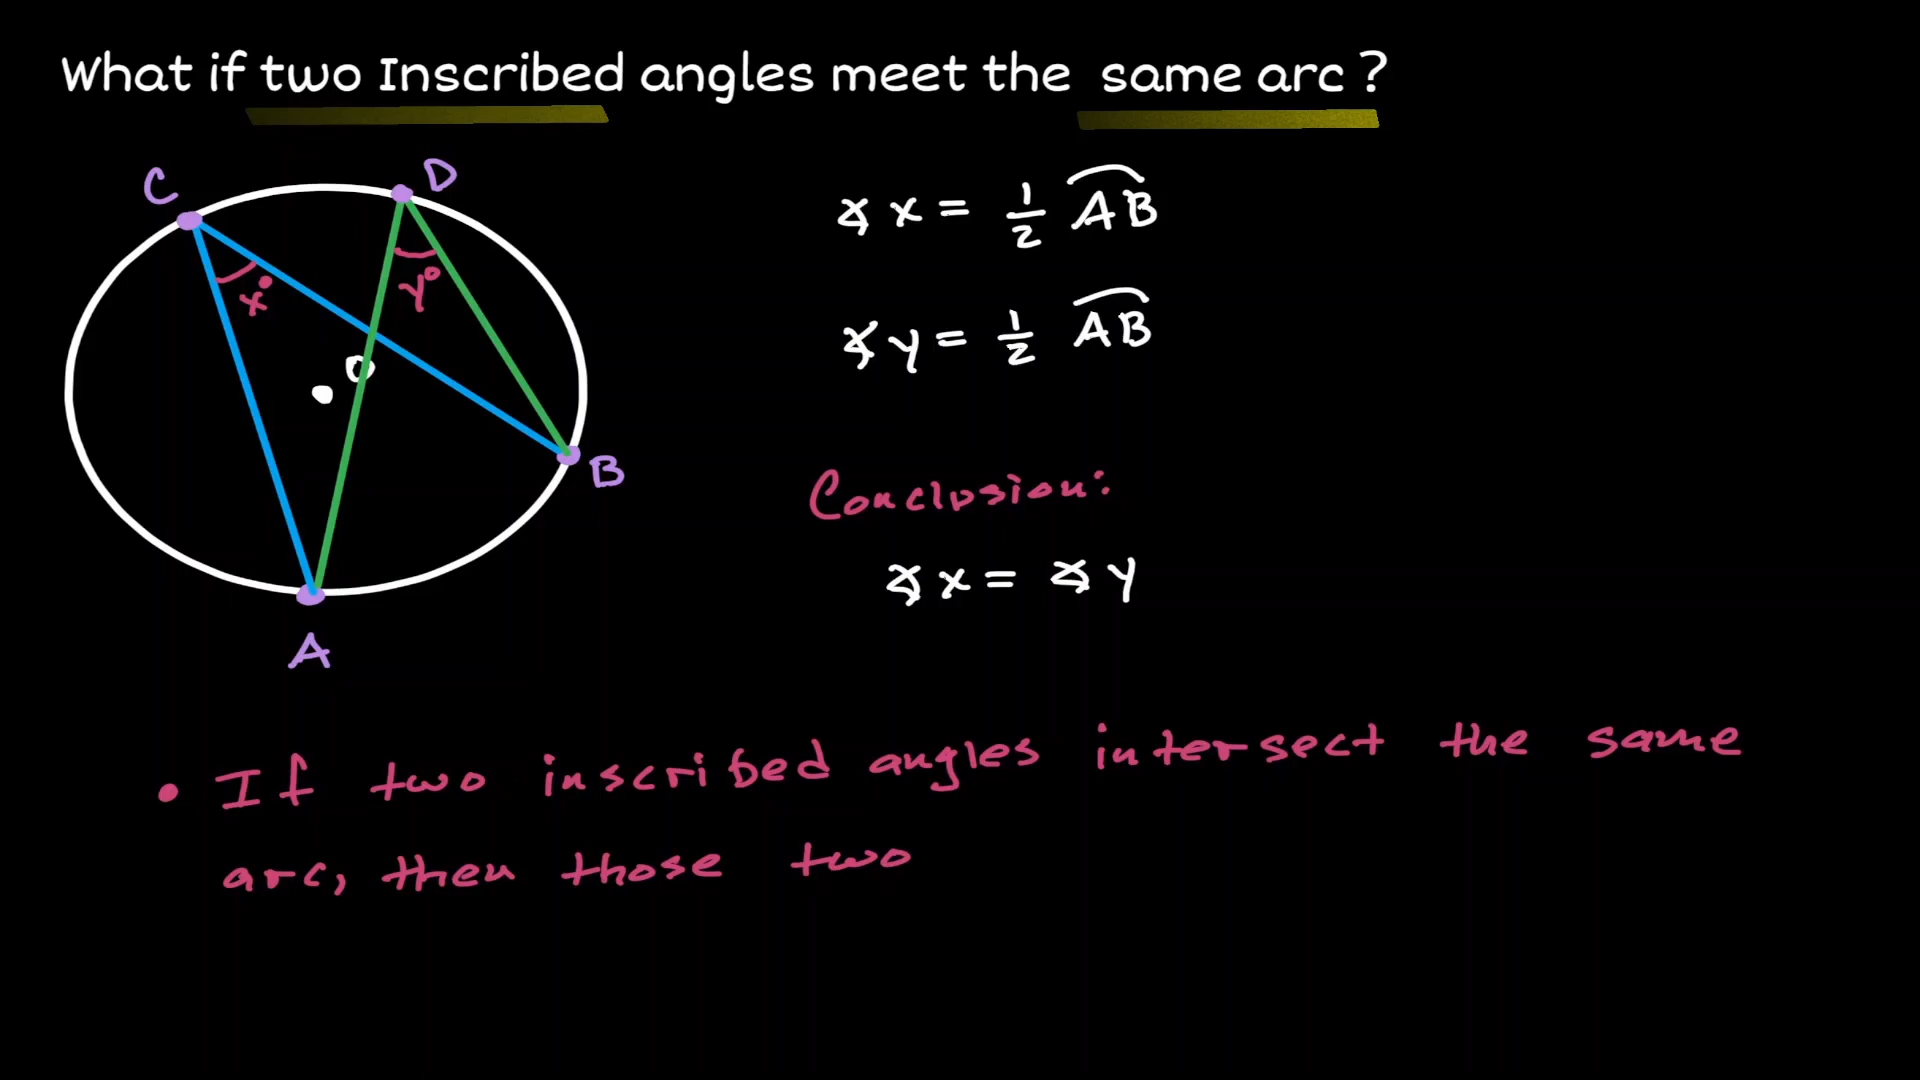 What if two Inscribed angles meet the same arc ?
C
D
∡ x = 1/2 AB
x°
y°
∡ y = 1/2 AB
O
B
Conclusion:
∡ x = ∡ y
A
• If two inscribed angles intersect the same
arc, then those two